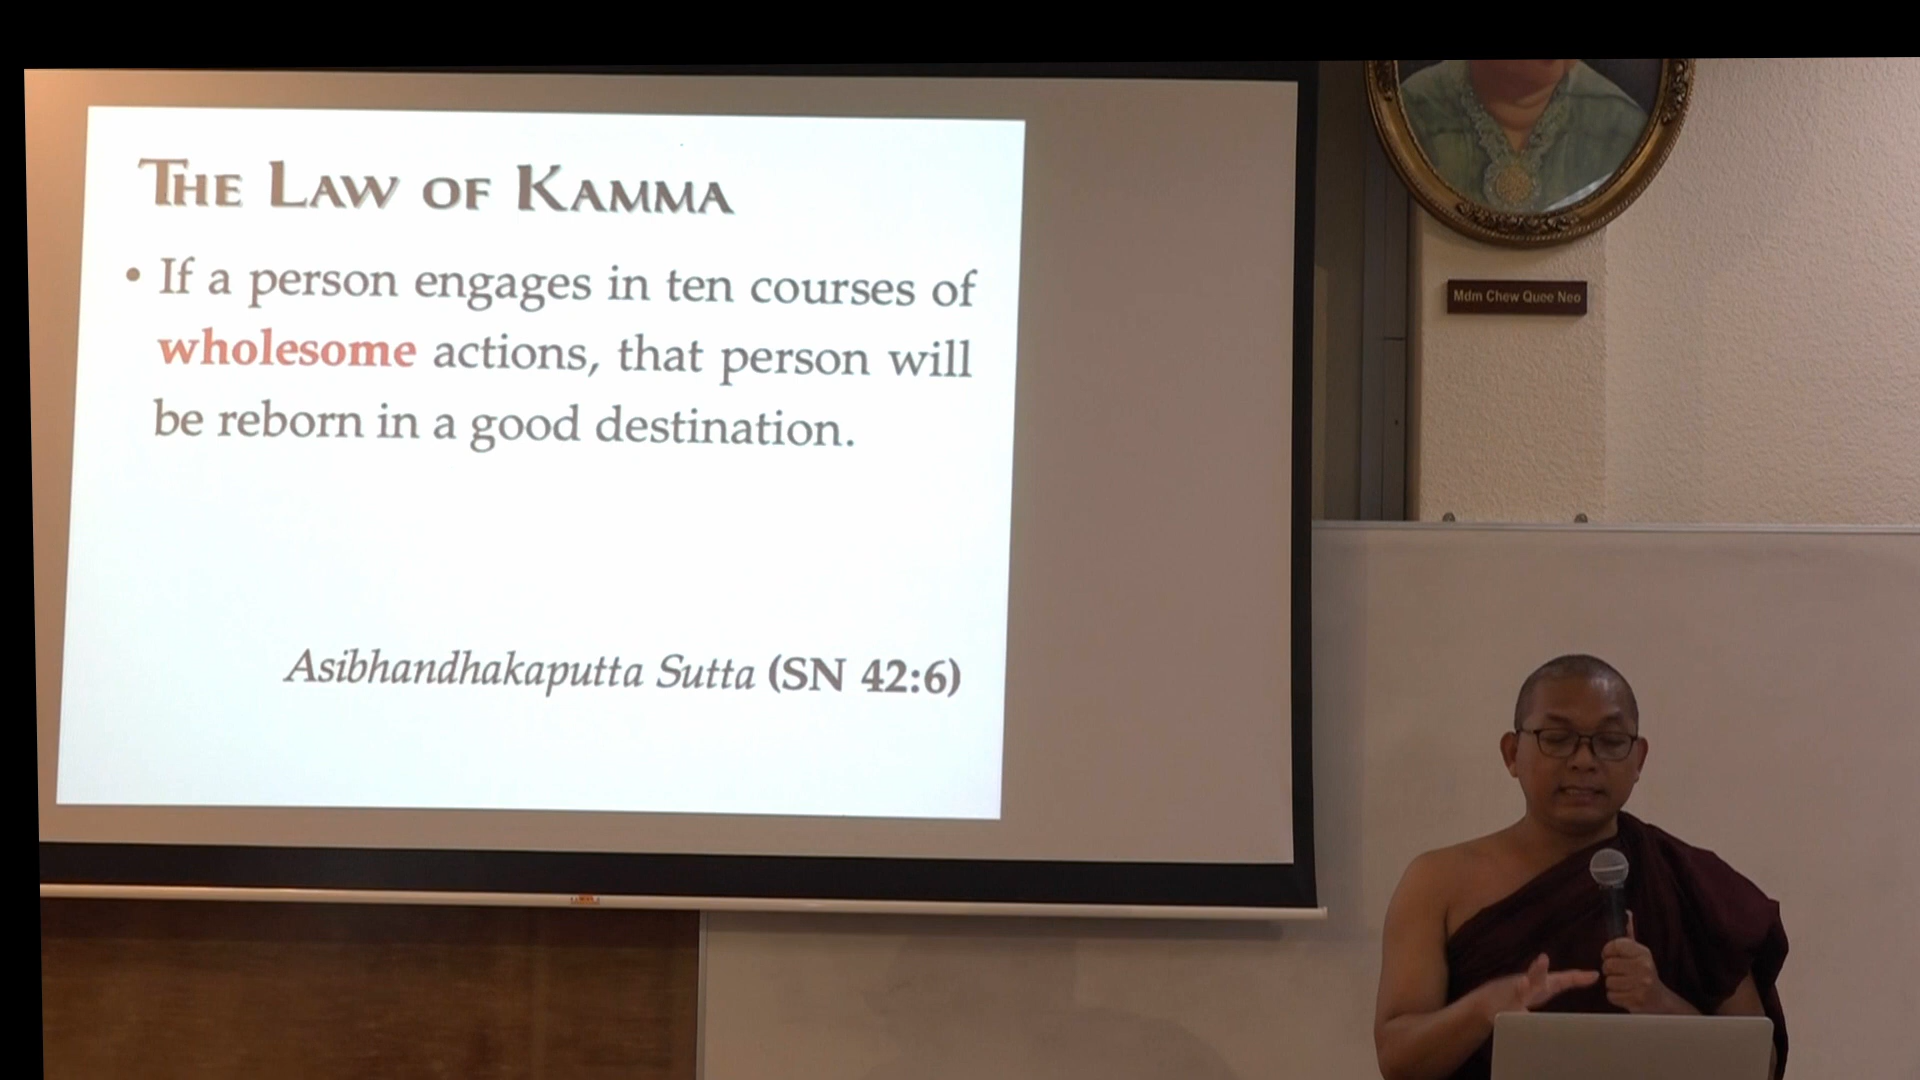 The Law of Kamma
• If a person engages in ten courses of
wholesome actions, that person will
be reborn in a good destination.
Asibhandhakaputta Sutta (SN 42:6)
Mdm Chew Quee Neo